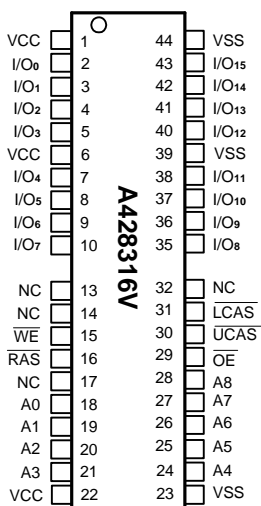 VCC 1 44 VSS
I/O0 2 43 I/O15
I/O1 3 42 I/O14
I/O2 4 41 I/O13
I/O3 5 40 I/O12
VCC 6 39 VSS
I/O4 7 38 I/O11
I/O5 8 37 I/O10
I/O6 9 36 I/O9
I/O7 10 35 I/O8
A428316V
NC 13 32 NC
NC 14 31 LCAS
WE 15 30 UCAS
RAS 16 29 OE
NC 17 28 A8
A0 18 27 A7
A1 19 26 A6
A2 20 25 A5
A3 21 24 A4
VCC 22 23 VSS